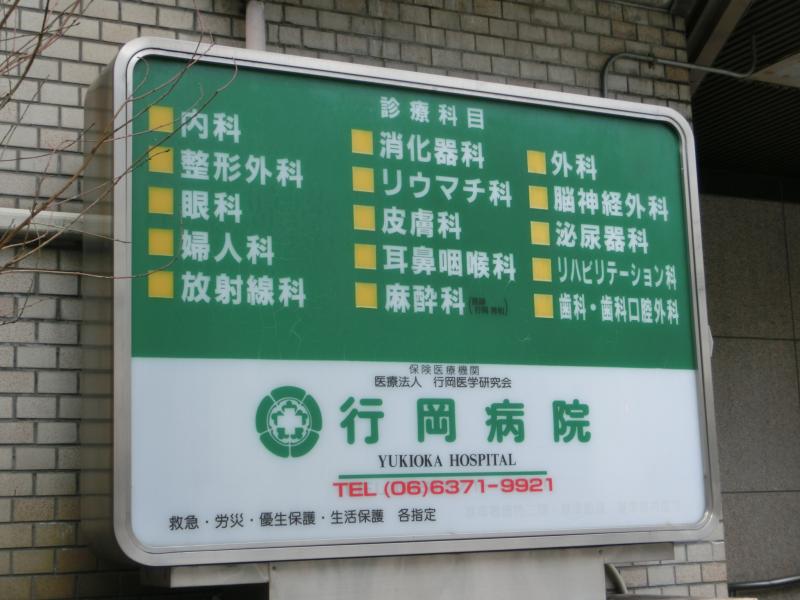 診療科目
内科
消化器科
外科
整形外科
リウマチ科
脳神経外科
眼科
皮膚科
泌尿器科
婦人科
耳鼻咽喉科
リハビリテーション科
放射線科
麻酔科
歯科・歯科口腔外科
保険医療機関
医療法人 行岡医学研究会
行岡病院
YUKIOKA HOSPITAL
TEL (06)6371-9921
救急・労災・優生保護・生活保護 各指定